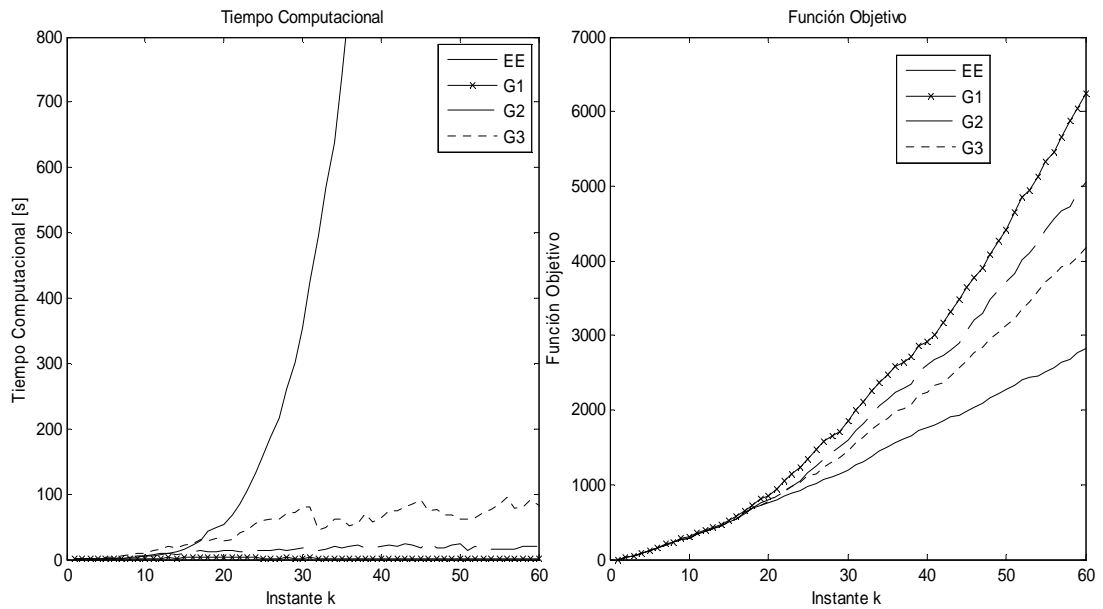 Tiempo Computacional
800
700
600
500
400
300
200
100
0
0 10 20 30 40 50 60
Tiempo Computacional [s]
Instante k
EE
G1
G2
G3
Función Objetivo
7000
6000
5000
4000
3000
2000
1000
0
0 10 20 30 40 50 60
Función Objetivo
Instante k
EE
G1
G2
G3